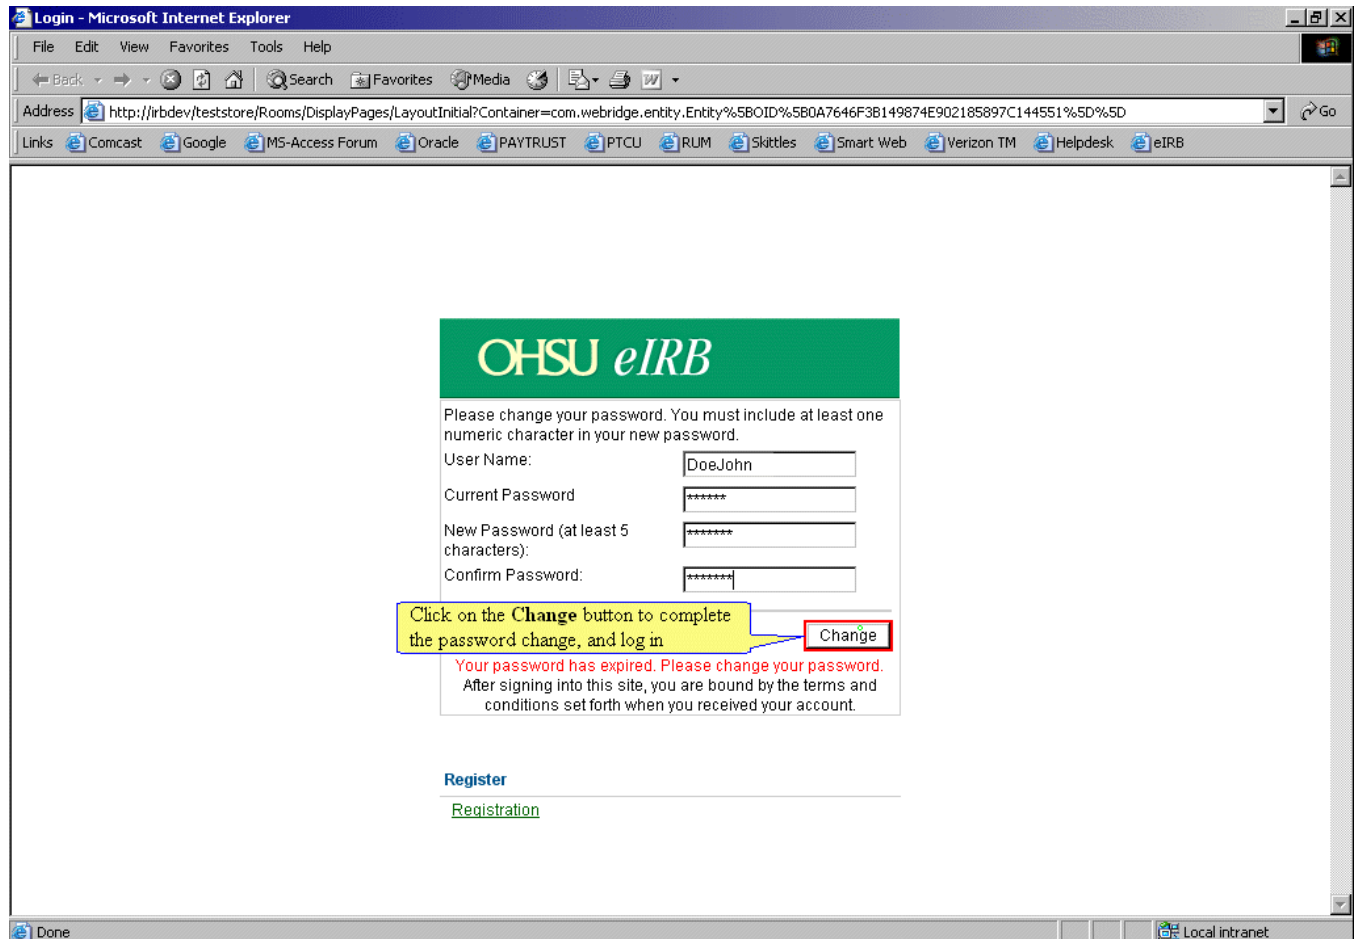 Login - Microsoft Internet Explorer
File Edit View Favorites Tools Help
Back Search Favorites Media
Address http://irbdev/teststore/Rooms/DisplayPages/LayoutInitial?Container=com.webridge.entity.Entity%5BOID%5B0A7646F3B149874E902185897C144551%5D%5D Go
Links Comcast Google MS-Access Forum Oracle PAYTRUST PTCU RUM Skittles Smart Web Verizon TM Helpdesk eIRB
OHSU eIRB
Please change your password. You must include at least one
numeric character in your new password.
User Name: DoeJohn
Current Password ******
New Password (at least 5 *******
characters):
Confirm Password: *******
Click on the Change button to complete
the password change, and log in
Change
Your password has expired. Please change your password.
After signing into this site, you are bound by the terms and
conditions set forth when you received your account.
Register
Registration
Done Local intranet